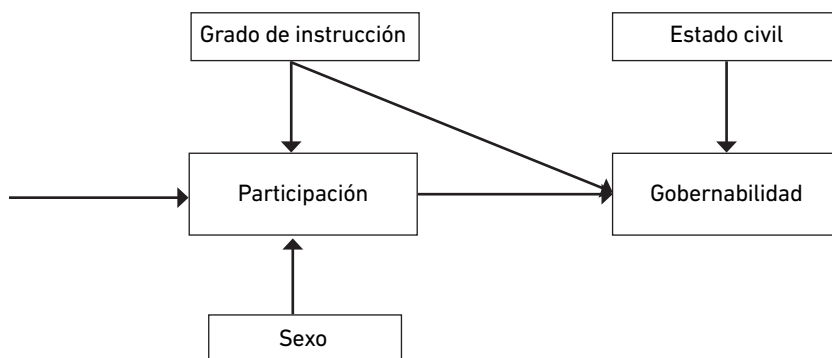 Grado de instrucción
Estado civil
Participación
Gobernabilidad
Sexo